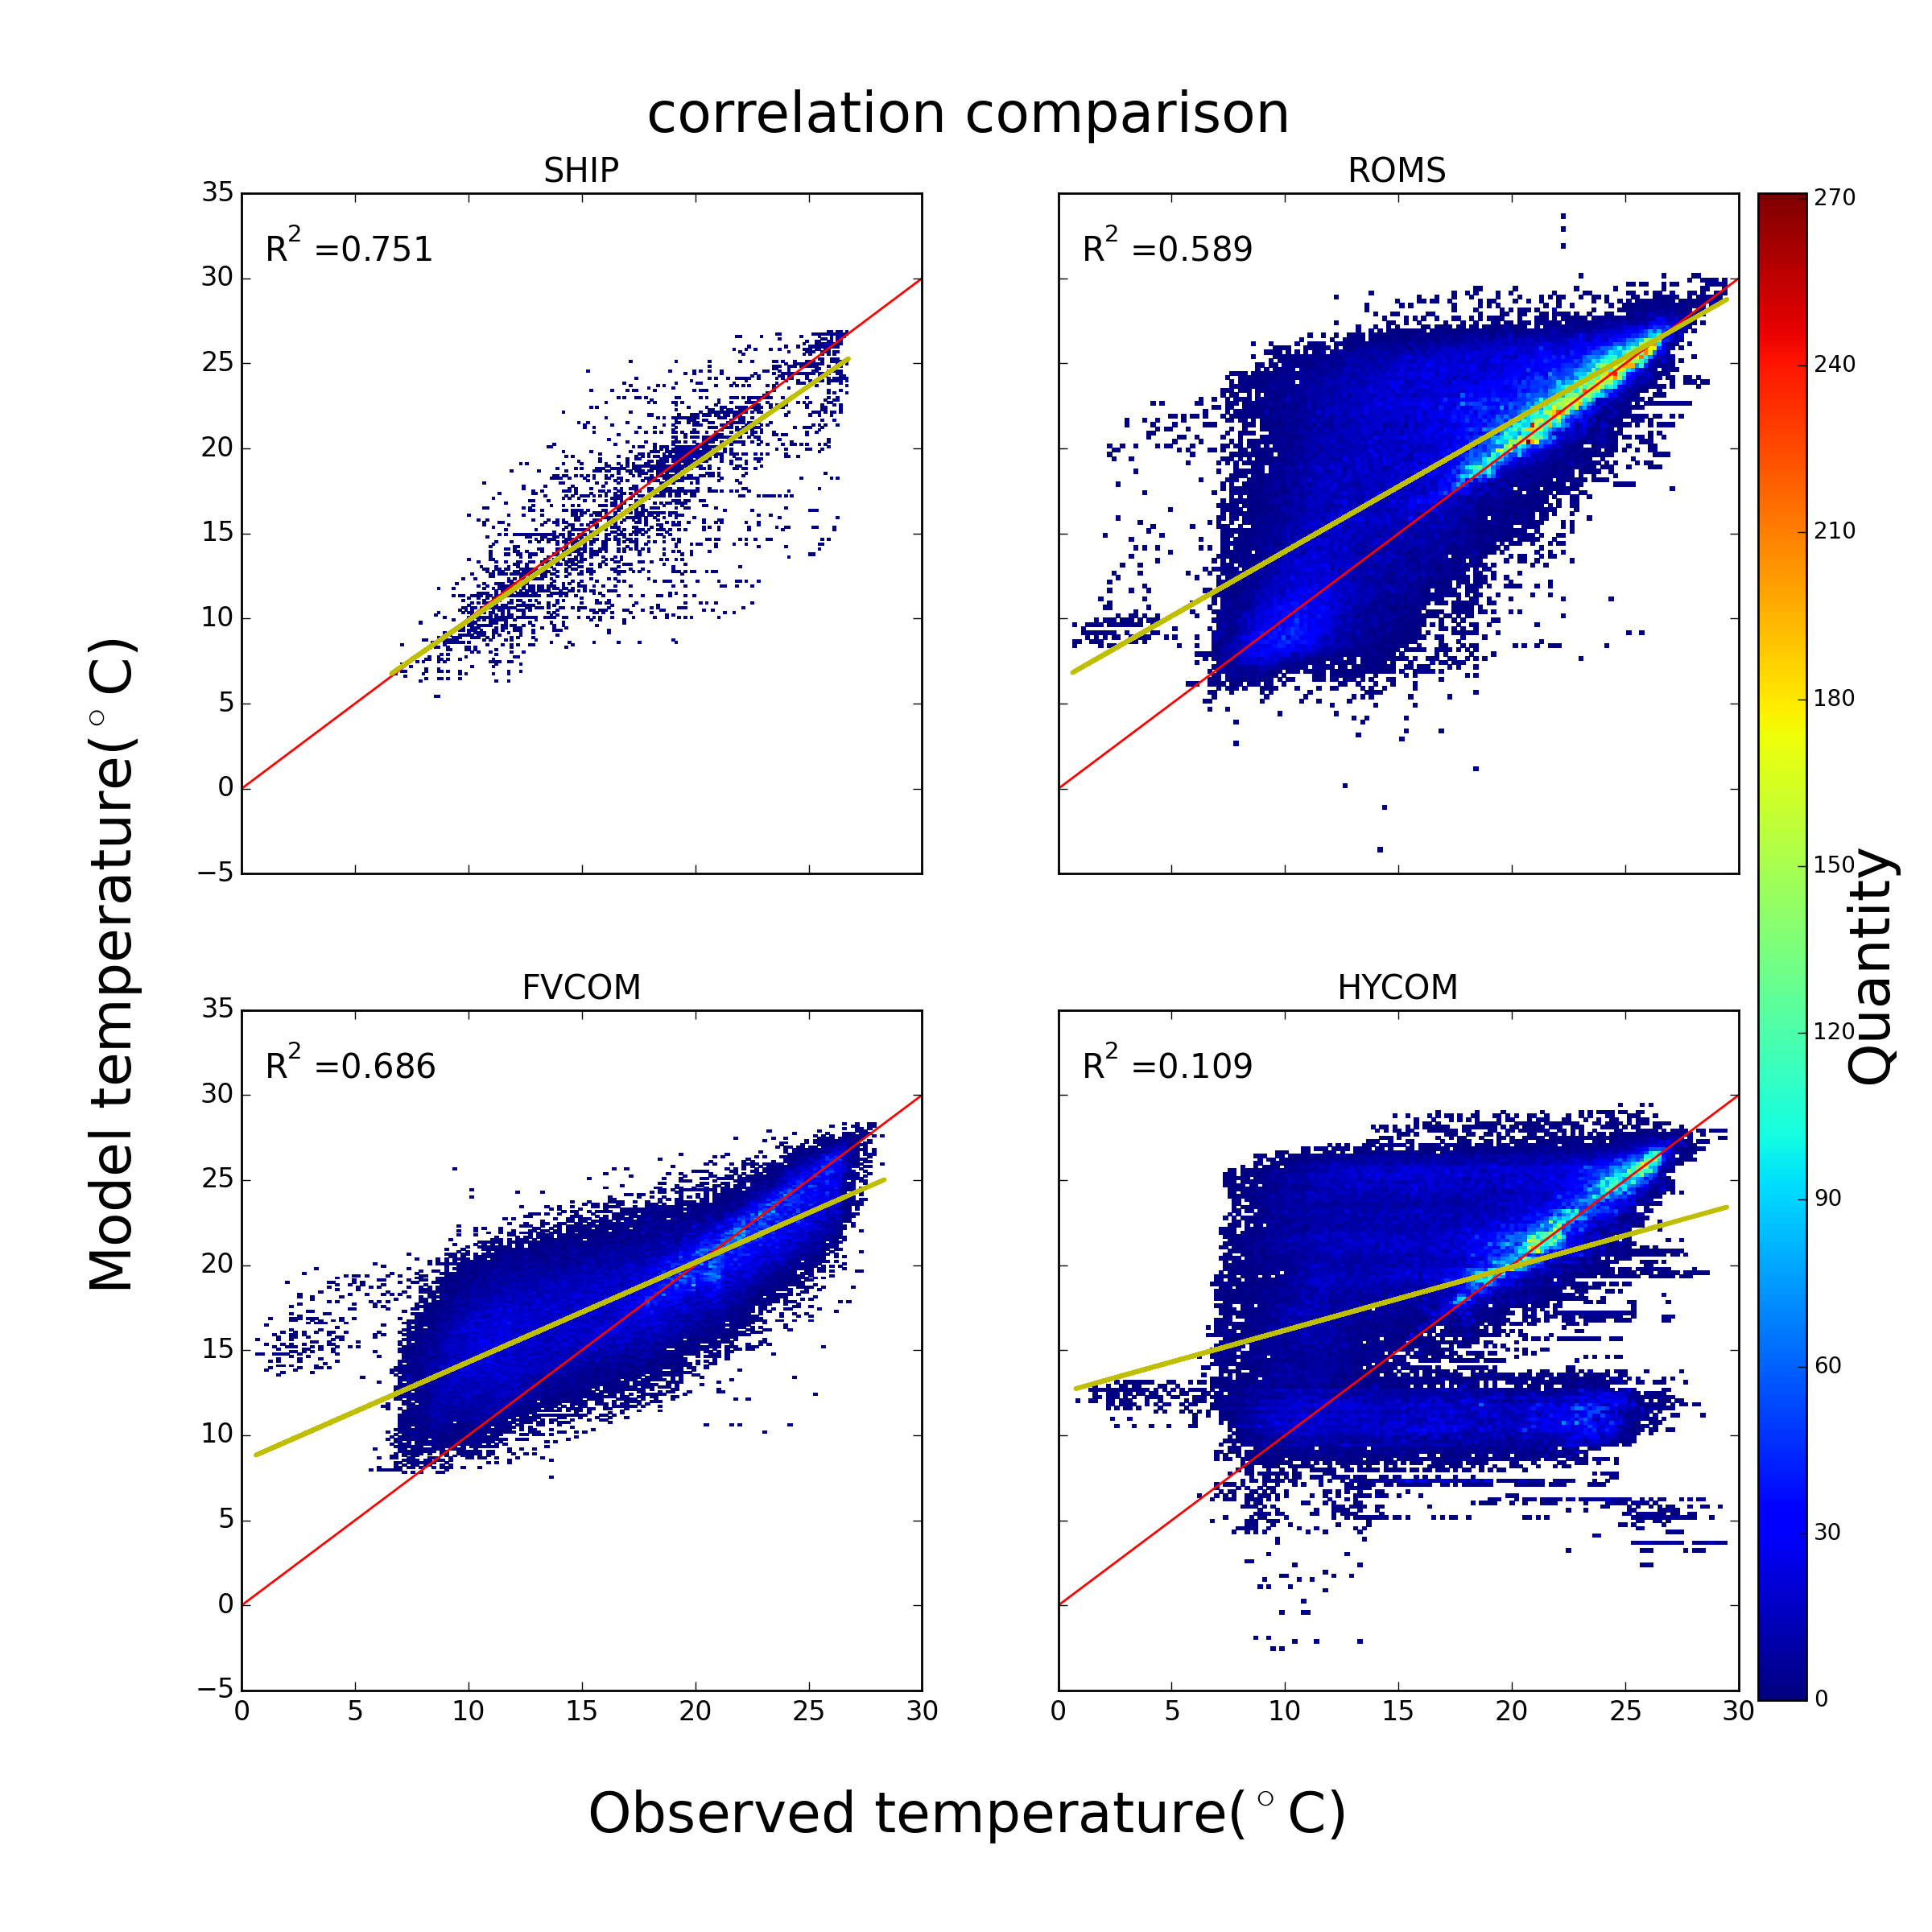 correlation comparison
SHIP
ROMS
R² =0.751
R² =0.589
35
30
25
20
15
10
5
0
−5
270
240
210
180
150
120
90
60
30
0
Model temperature(°C)
Quantity
FVCOM
HYCOM
R² =0.686
R² =0.109
35
30
25
20
15
10
5
0
−5
0 5 10 15 20 25 30
0 5 10 15 20 25 30
Observed temperature(°C)